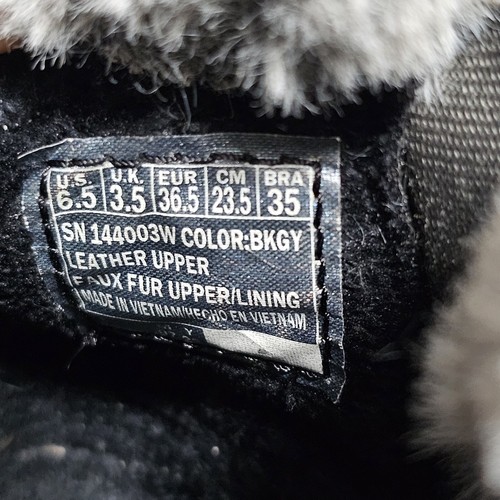 U.S U.K EUR CM BRA
6.5 3.5 36.5 23.5 35
SN 144003W COLOR:BKGY
LEATHER UPPER
FAUX FUR UPPER/LINING
MADE IN VIETNAM/HECHO EN VIETNAM